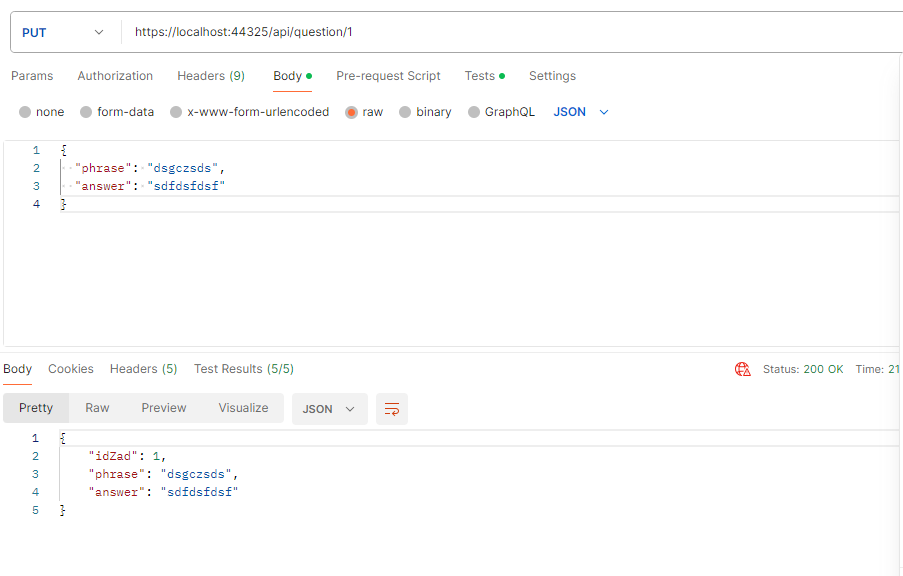 PUT https://localhost:44325/api/question/1
Params Authorization Headers (9) Body Pre-request Script Tests Settings
none form-data x-www-form-urlencoded raw binary GraphQL JSON
1 {
2 "phrase": "dsgczsds",
3 "answer": "sdfdsfdsf"
4 }
Body Cookies Headers (5) Test Results (5/5) Status: 200 OK Time: 21
Pretty Raw Preview Visualize JSON
1 {
2 "idZad": 1,
3 "phrase": "dsgczsds",
4 "answer": "sdfdsfdsf"
5 }